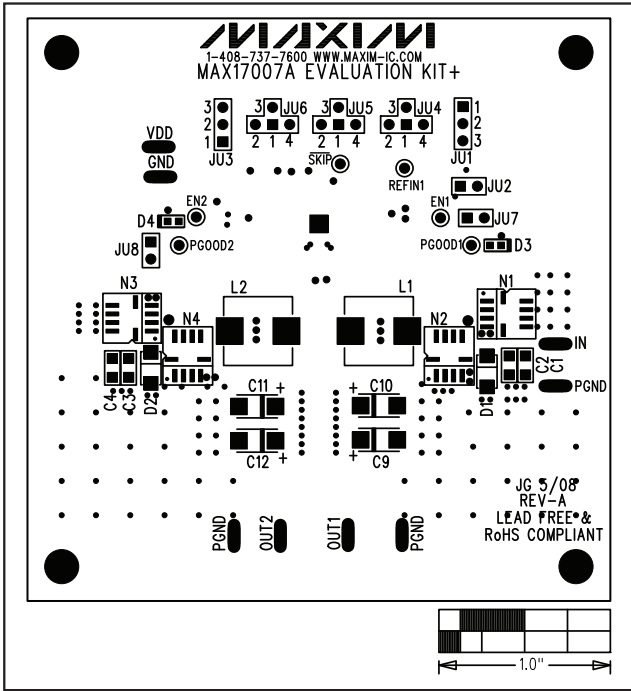 MAXIM
1-408-737-7600 WWW.MAXIM-IC.COM
MAX17007A EVALUATION KIT+
3 2 1 JU3
3 JU6 2 1 4
3 JU5 2 1 4
3 JU4 2 1 4
1 2 3 JU1
VDD
GND
SKIP
REFIN1
JU2
EN2
EN1
JU7
D4
JU8
PGOOD2
PGOOD1
D3
N3
N4
L2
L1
N2
N1
IN
C4
C3
D2
D1
C2
C1
PGND
C11 +
C12 +
C10 +
C9 +
JG 5/08
REV-A
LEAD FREE &
RoHS COMPLIANT
PGND
OUT2
OUT1
PGND
1.0"